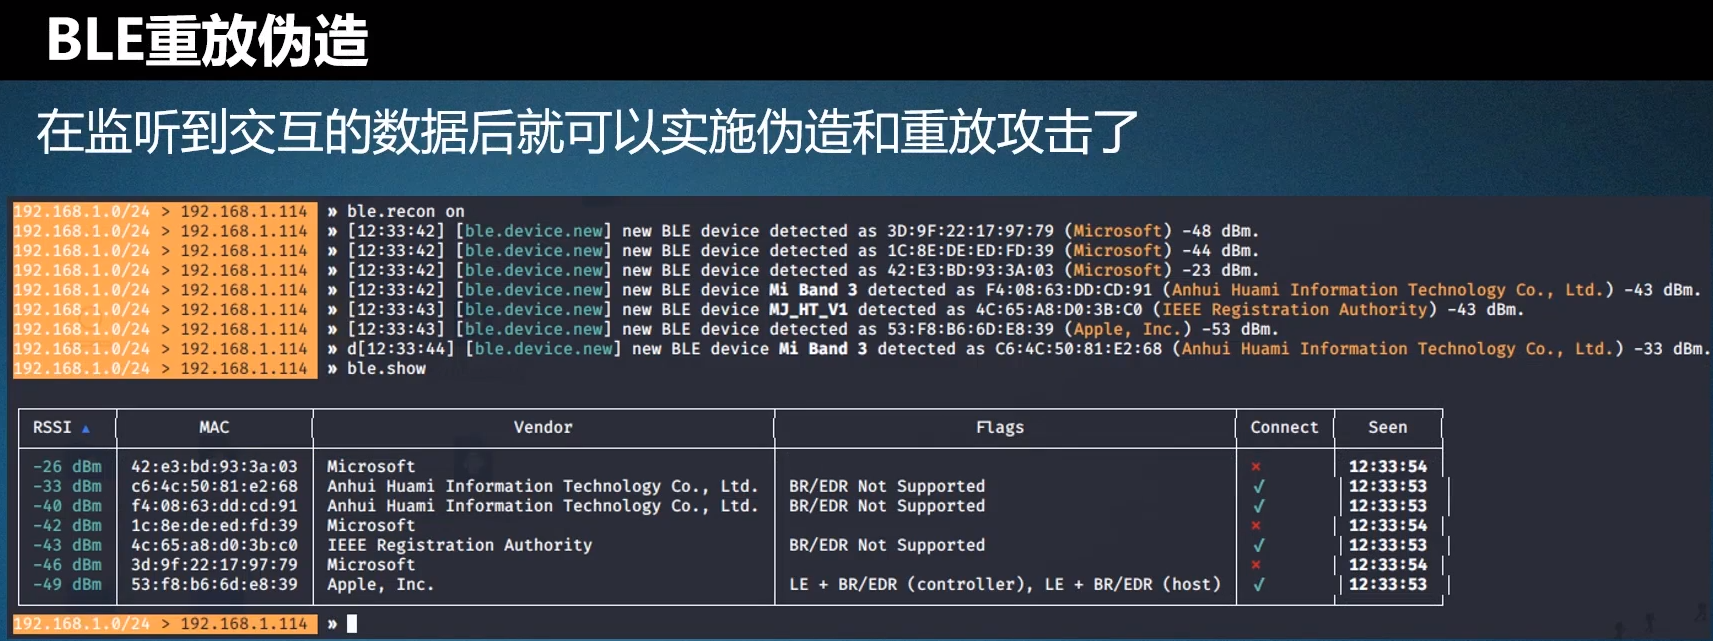 BLE重放伪造
在监听到交互的数据后就可以实施伪造和重放攻击了
192.168.1.0/24 > 192.168.1.114 » ble.recon on
192.168.1.0/24 > 192.168.1.114 » [12:33:42] [ble.device.new] new BLE device detected as 3D:9F:22:17:97:79 (Microsoft) -48 dBm.
192.168.1.0/24 > 192.168.1.114 » [12:33:42] [ble.device.new] new BLE device detected as 1C:8E:DE:ED:FD:39 (Microsoft) -44 dBm.
192.168.1.0/24 > 192.168.1.114 » [12:33:42] [ble.device.new] new BLE device detected as 42:E3:BD:93:3A:03 (Microsoft) -23 dBm.
192.168.1.0/24 > 192.168.1.114 » [12:33:42] [ble.device.new] new BLE device Mi Band 3 detected as F4:08:63:DD:CD:91 (Anhui Huami Information Technology Co., Ltd.) -43 dBm.
192.168.1.0/24 > 192.168.1.114 » [12:33:43] [ble.device.new] new BLE device MJ_HT_V1 detected as 4C:65:A8:D0:3B:C0 (IEEE Registration Authority) -43 dBm.
192.168.1.0/24 > 192.168.1.114 » [12:33:43] [ble.device.new] new BLE device detected as 53:F8:B6:6D:E8:39 (Apple, Inc.) -53 dBm.
192.168.1.0/24 > 192.168.1.114 » d[12:33:44] [ble.device.new] new BLE device Mi Band 3 detected as C6:4C:50:81:E2:68 (Anhui Huami Information Technology Co., Ltd.) -33 dBm.
192.168.1.0/24 > 192.168.1.114 » ble.show
RSSI ▲ MAC Vendor Flags Connect Seen
-26 dBm 42:e3:bd:93:3a:03 Microsoft × 12:33:54
-33 dBm c6:4c:50:81:e2:68 Anhui Huami Information Technology Co., Ltd. BR/EDR Not Supported √ 12:33:53
-40 dBm f4:08:63:dd:cd:91 Anhui Huami Information Technology Co., Ltd. BR/EDR Not Supported √ 12:33:53
-42 dBm 1c:8e:de:ed:fd:39 Microsoft × 12:33:54
-43 dBm 4c:65:a8:d0:3b:c0 IEEE Registration Authority BR/EDR Not Supported √ 12:33:53
-46 dBm 3d:9f:22:17:97:79 Microsoft × 12:33:54
-49 dBm 53:f8:b6:6d:e8:39 Apple, Inc. LE + BR/EDR (controller), LE + BR/EDR (host) √ 12:33:53
192.168.1.0/24 > 192.168.1.114 »